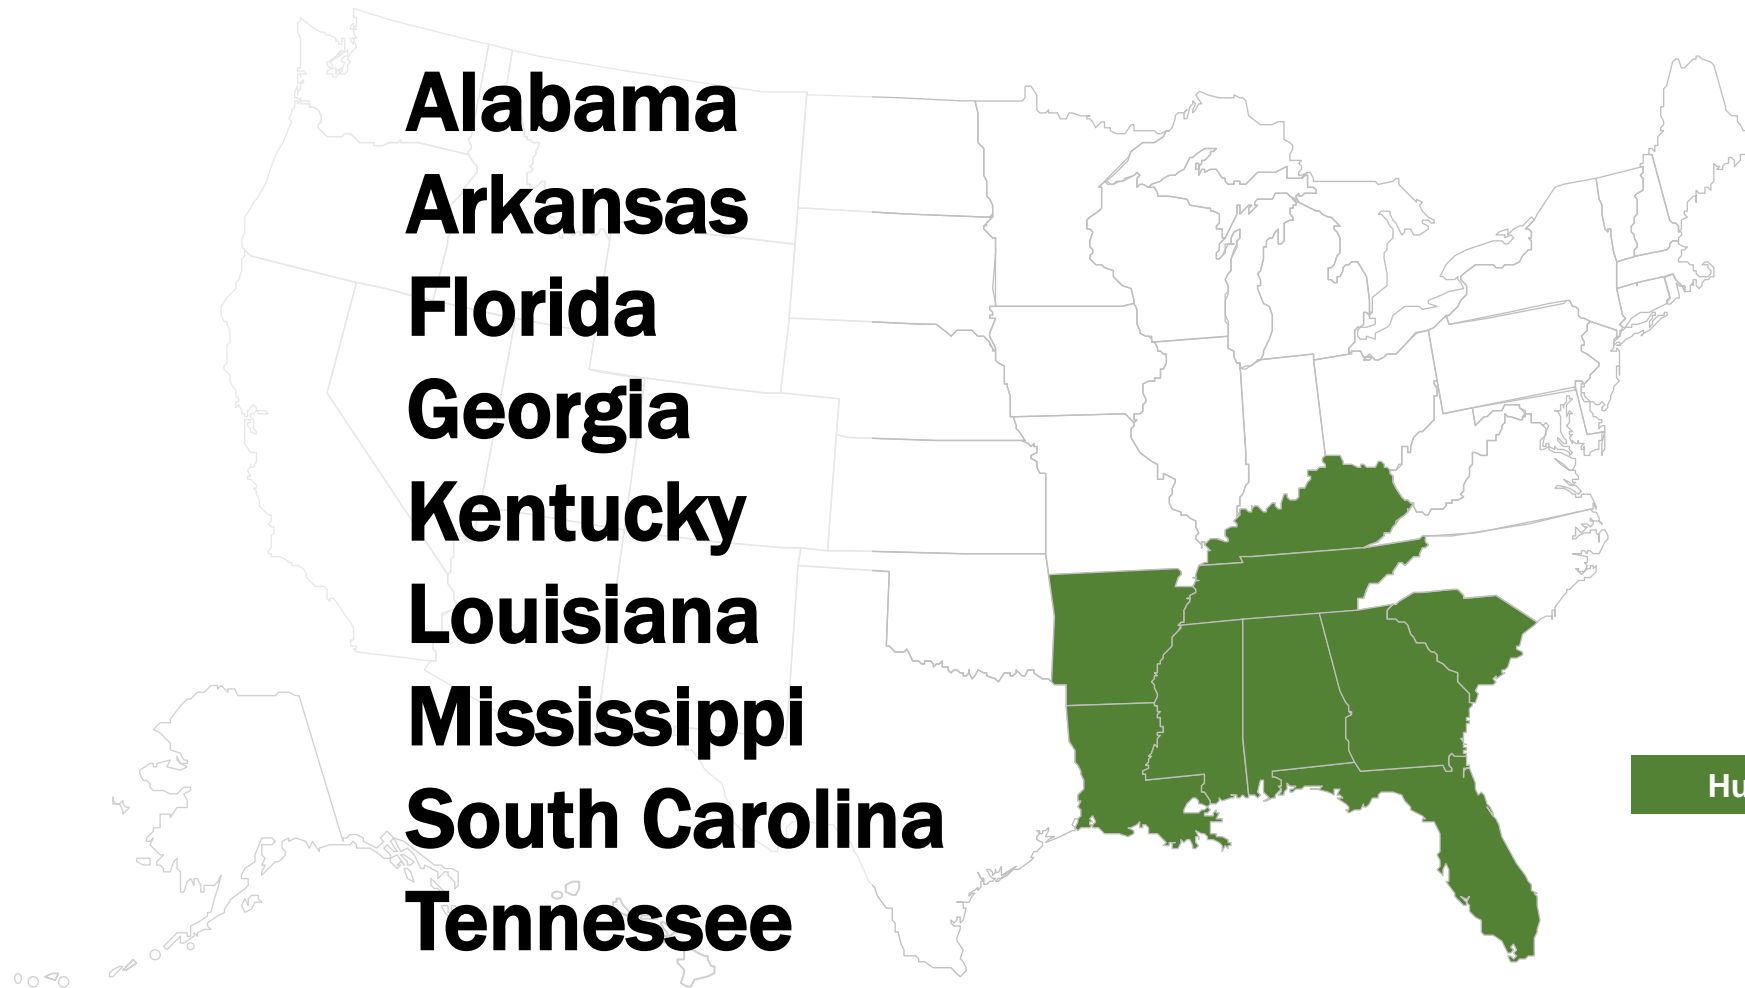 Alabama
Arkansas
Florida
Georgia
Kentucky
Louisiana
Mississippi
South Carolina
Tennessee